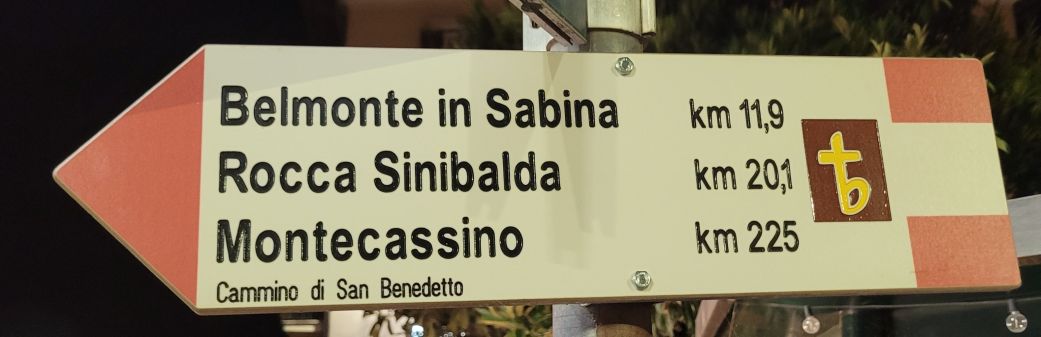 Belmonte in Sabina km 11,9
Rocca Sinibalda km 20,1
Montecassino km 225
Cammino di San Benedetto